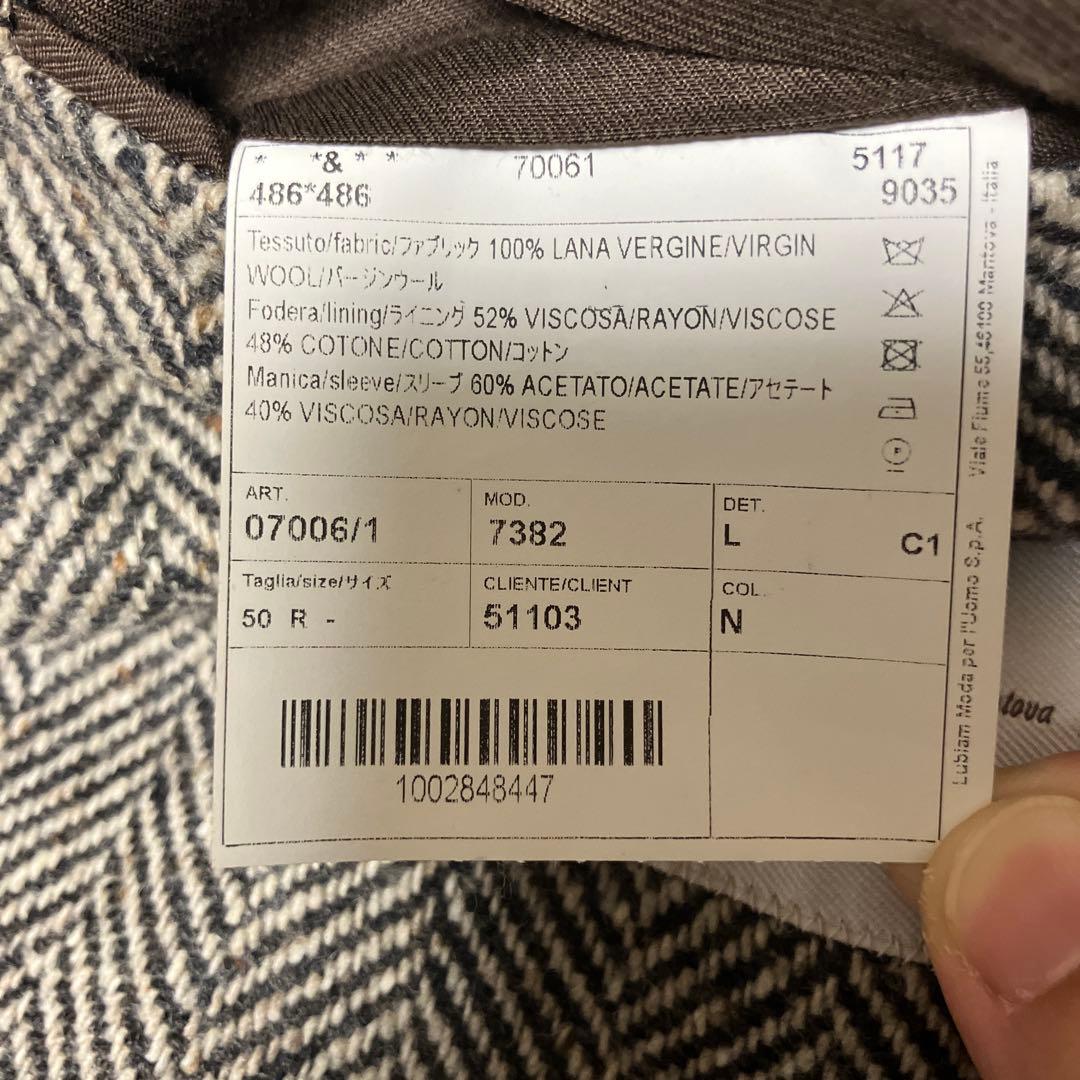 * *& * * 70061 5117
486*486 9035
Tessuto/fabric/ファブリック 100% LANA VERGINE/VIRGIN
WOOL/バージンウール
Fodera/lining/ライニング 52% VISCOSA/RAYON/VISCOSE
48% COTONE/COTTON/コットン
Manica/sleeve/スリーブ 60% ACETATO/ACETATE/アセテート
40% VISCOSA/RAYON/VISCOSE
P
ART. MOD. DET.
07006/1 7382 L C1
Taglia/size/サイズ CLIENTE/CLIENT COL.
50 R - 51103 N
1002848447
Lubiam Moda per l'Uomo S.p.A. Viale Fiume 55,46100 Mantova - Italia
tova